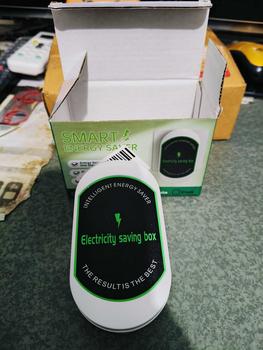 SMART
ENERGY SAVER
Electricity saving box
INTELLIGENT ENERGY SAVER
Electricity saving box
THE RESULT IS THE BEST